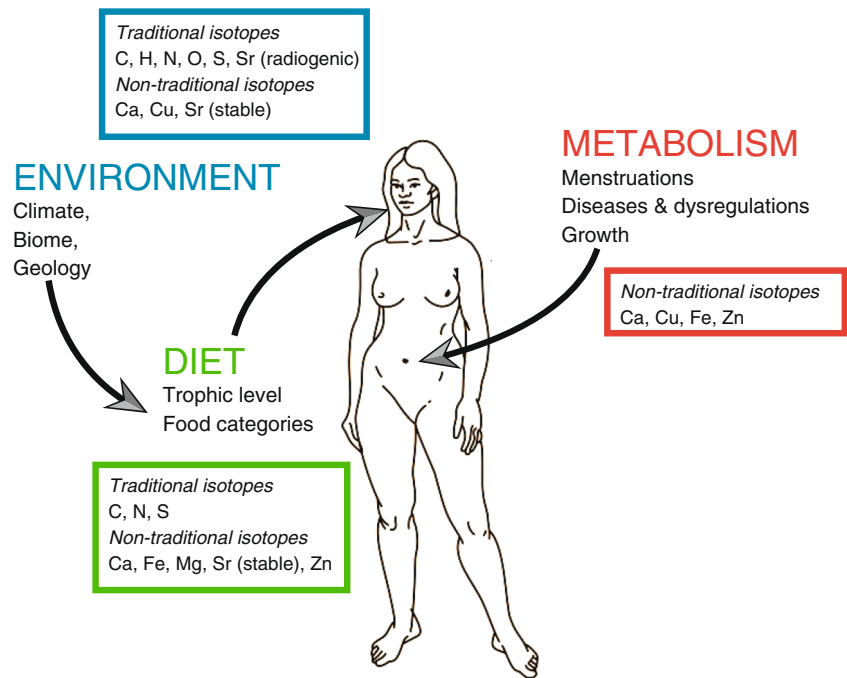 Traditional isotopes
C, H, N, O, S, Sr (radiogenic)
Non-traditional isotopes
Ca, Cu, Sr (stable)
ENVIRONMENT
Climate,
Biome,
Geology
METABOLISM
Menstruations
Diseases & dysregulations
Growth
Non-traditional isotopes
Ca, Cu, Fe, Zn
DIET
Trophic level
Food categories
Traditional isotopes
C, N, S
Non-traditional isotopes
Ca, Fe, Mg, Sr (stable), Zn